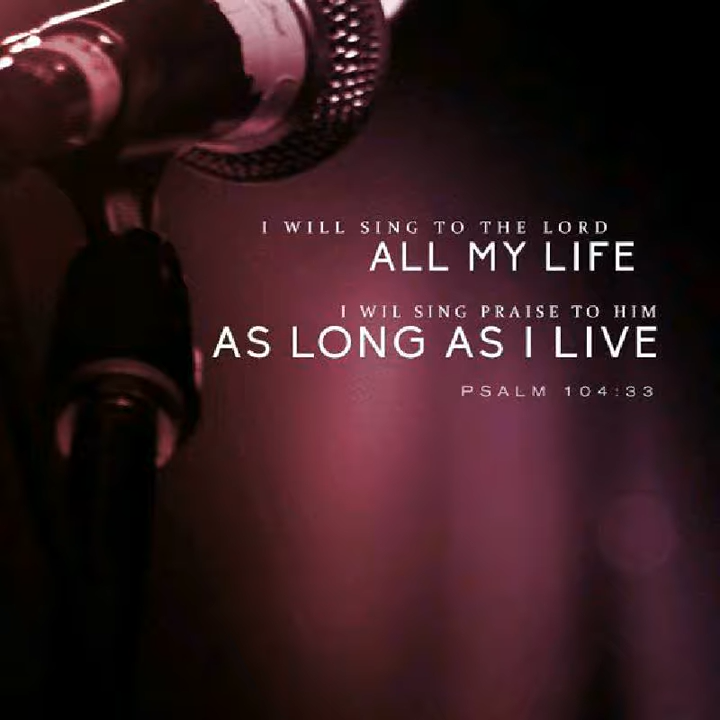 I WILL SING TO THE LORD
ALL MY LIFE
I WIL SING PRAISE TO HIM
AS LONG AS I LIVE
PSALM 104:33